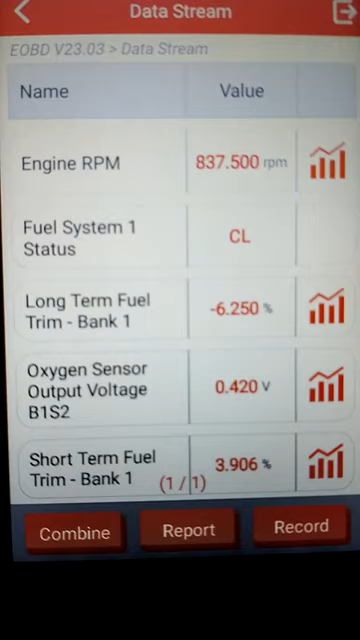 Data Stream
EOBD V23.03 > Data Stream
Name Value
Engine RPM 837.500 rpm
Fuel System 1
Status
CL
Long Term Fuel
Trim - Bank 1
-6.250 %
Oxygen Sensor
Output Voltage
B1S2
0.420 V
Short Term Fuel
Trim - Bank 1
3.906 %
(1 / 1)
Combine Report Record